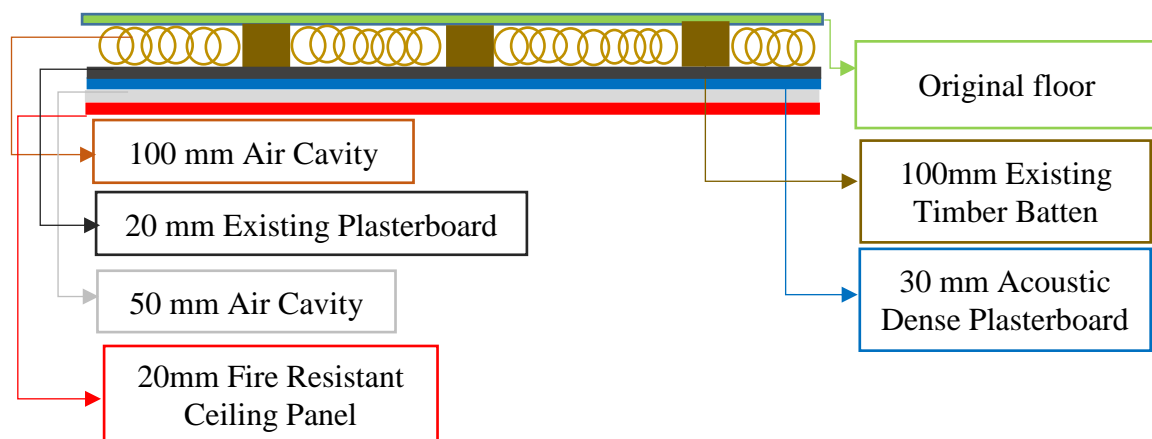 Original floor
100 mm Air Cavity
100mm Existing
Timber Batten
20 mm Existing Plasterboard
30 mm Acoustic
Dense Plasterboard
50 mm Air Cavity
20mm Fire Resistant
Ceiling Panel